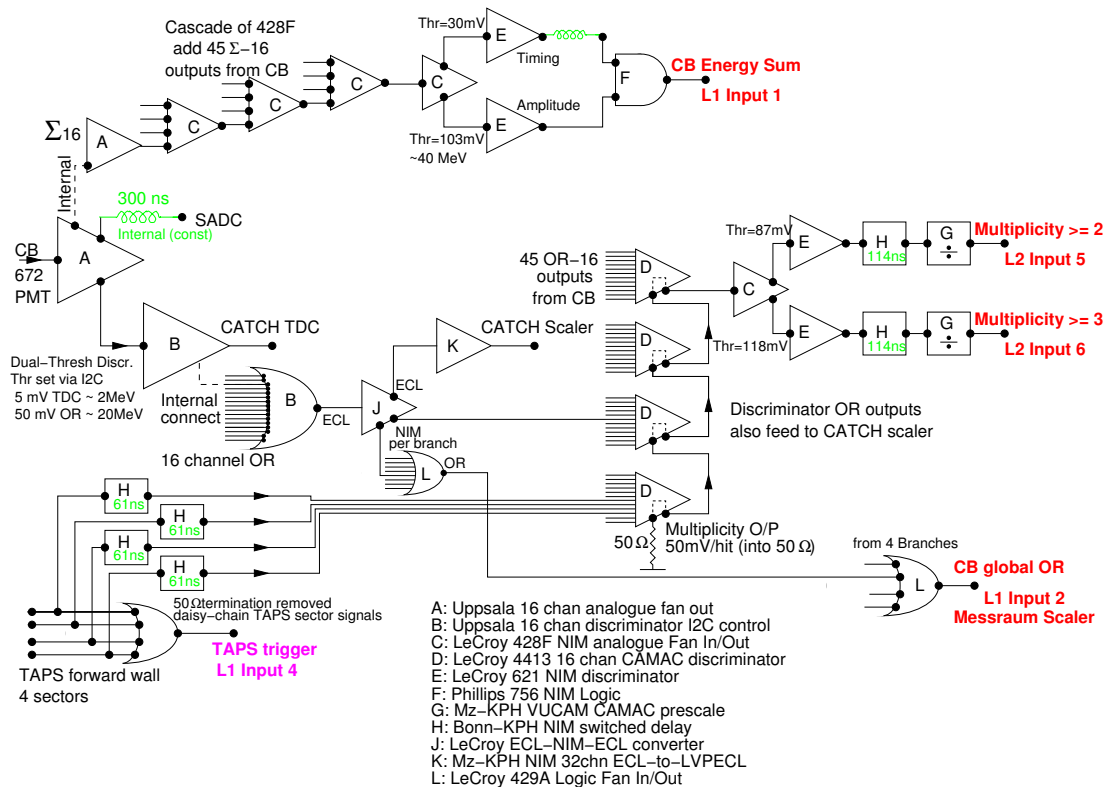 Cascade of 428F
add 45 Σ−16
outputs from CB
Thr=30mV
E
Timing
C
C
C
C
F
CB Energy Sum
L1 Input 1
Σ16
A
Thr=103mV
~40 MeV
E
Amplitude
Internal
300 ns
SADC
Internal (const)
CB
672
PMT
A
45 OR−16
outputs
from CB
D
Thr=87mV
E
H
114ns
G
÷
Multiplicity >= 2
L2 Input 5
C
CATCH TDC
B
CATCH Scaler
K
D
Thr=118mV
E
H
114ns
G
÷
Multiplicity >= 3
L2 Input 6
Dual−Thresh Discr.
Thr set via I2C
5 mV TDC ~ 2MeV
50 mV OR ~ 20MeV
Internal
connect
B
ECL
ECL
J
D
Discriminator OR outputs
also feed to CATCH scaler
NIM
per branch
16 channel OR
L
OR
H
61ns
H
61ns
H
61ns
H
61ns
D
50Ω
Multiplicity O/P
50mV/hit (into 50 Ω)
from 4 Branches
L
CB global OR
L1 Input 2
Messraum Scaler
50Ωtermination removed
daisy−chain TAPS sector signals
TAPS trigger
L1 Input 4
TAPS forward wall
4 sectors
A: Uppsala 16 chan analogue fan out
B: Uppsala 16 chan discriminator I2C control
C: LeCroy 428F NIM analogue Fan In/Out
D: LeCroy 4413 16 chan CAMAC discriminator
E: LeCroy 621 NIM discriminator
F: Phillips 756 NIM Logic
G: Mz−KPH VUCAM CAMAC prescale
H: Bonn−KPH NIM switched delay
J: LeCroy ECL−NIM−ECL converter
K: Mz−KPH NIM 32chn ECL−to−LVPECL
L: LeCroy 429A Logic Fan In/Out